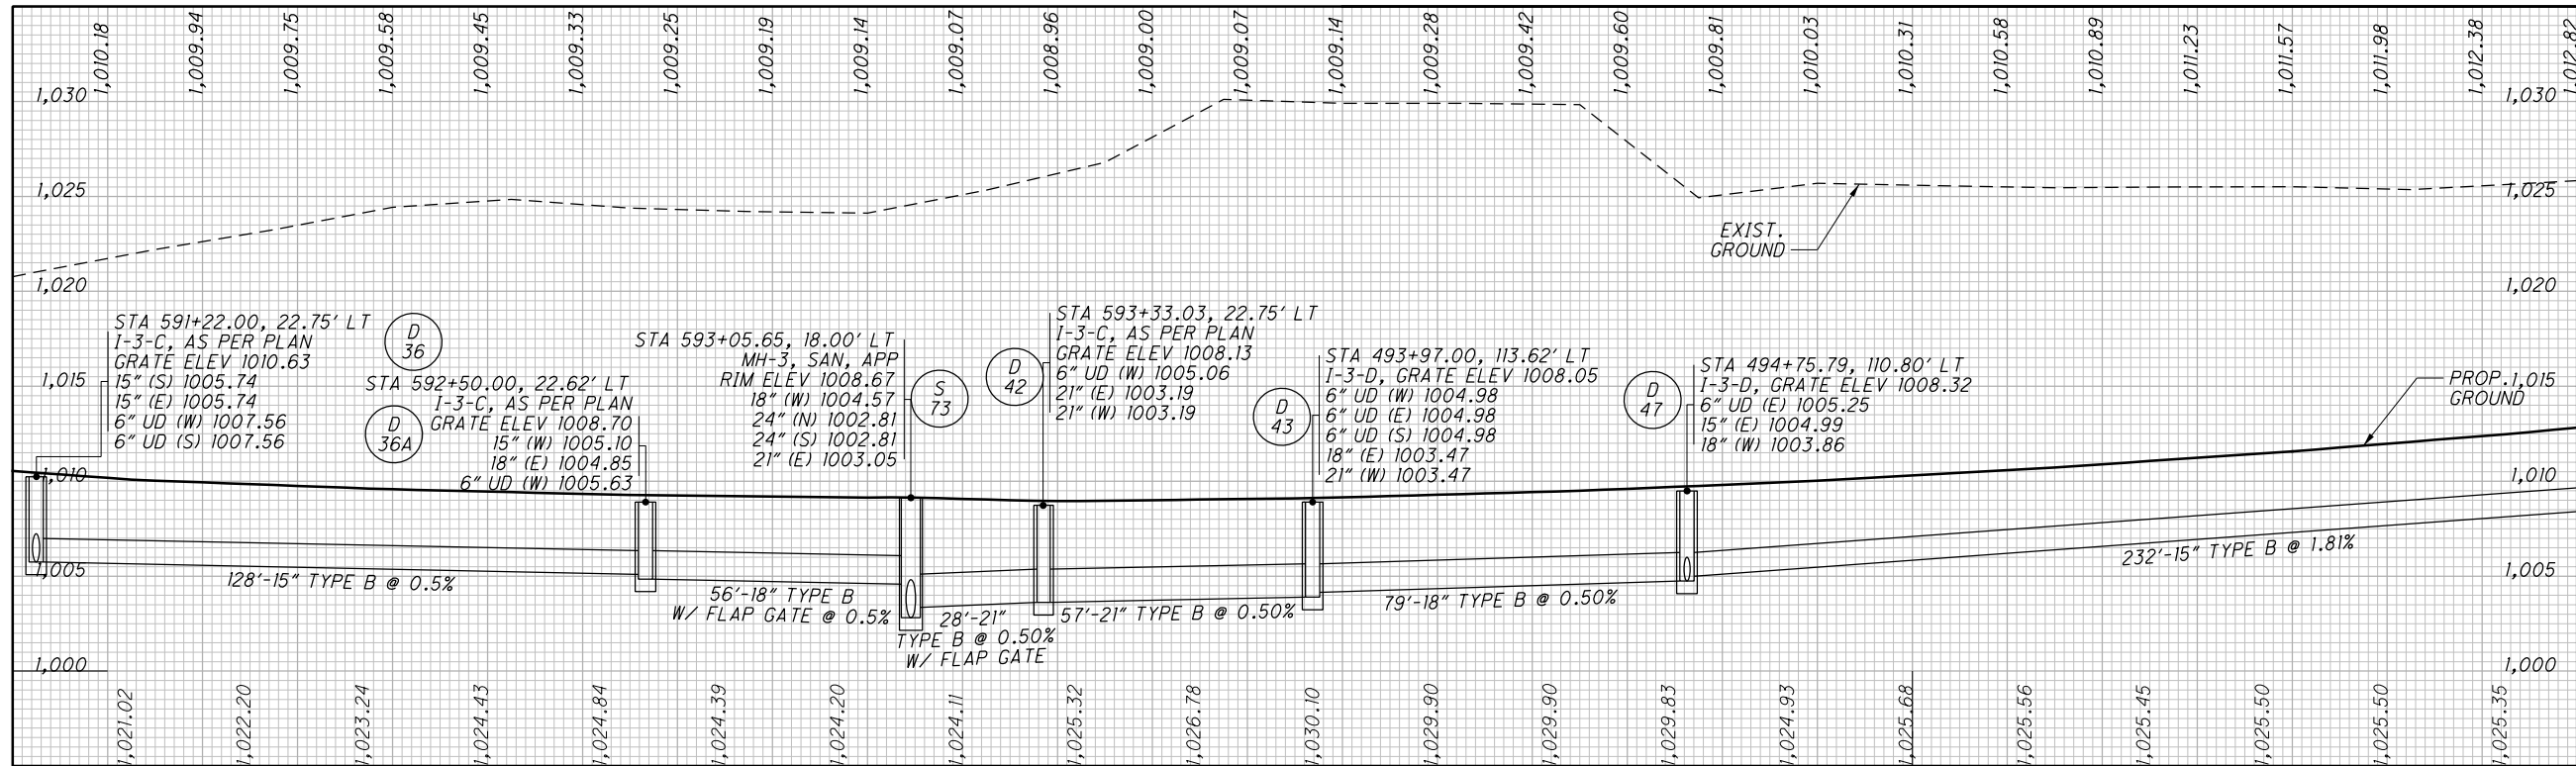 1,010.18
1,009.94
1,009.75
1,009.58
1,009.45
1,009.33
1,009.25
1,009.19
1,009.14
1,009.07
1,008.96
1,009.00
1,009.07
1,009.14
1,009.28
1,009.42
1,009.60
1,009.81
1,010.03
1,010.31
1,010.58
1,010.89
1,011.23
1,011.57
1,011.98
1,012.38
1,012.82
1,030
1,030
1,025
1,025
EXIST.
GROUND
1,020
1,020
STA 591+22.00, 22.75' LT
I-3-C, AS PER PLAN
GRATE ELEV 1010.63
15" (S) 1005.74
15" (E) 1005.74
6" UD (W) 1007.56
6" UD (S) 1007.56
D
36
STA 592+50.00, 22.62' LT
I-3-C, AS PER PLAN
GRATE ELEV 1008.70
15" (W) 1005.10
18" (E) 1004.85
6" UD (W) 1005.63
D
36A
STA 593+05.65, 18.00' LT
MH-3, SAN, APP
RIM ELEV 1008.67
18" (W) 1004.57
24" (N) 1002.81
24" (S) 1002.81
21" (E) 1003.05
S
73
D
42
STA 593+33.03, 22.75' LT
I-3-C, AS PER PLAN
GRATE ELEV 1008.13
6" UD (W) 1005.06
21" (E) 1003.19
21" (W) 1003.19
D
43
STA 493+97.00, 113.62' LT
I-3-D, GRATE ELEV 1008.05
6" UD (W) 1004.98
6" UD (E) 1004.98
6" UD (S) 1004.98
18" (E) 1003.47
21" (W) 1003.47
D
47
STA 494+75.79, 110.80' LT
I-3-D, GRATE ELEV 1008.32
6" UD (E) 1005.25
15" (E) 1004.99
18" (W) 1003.86
1,015
PROP. 1,015
GROUND
1,010
1,010
1,005
1,005
128'-15" TYPE B @ 0.5%
56'-18" TYPE B
W/ FLAP GATE @ 0.5%
28'-21"
TYPE B @ 0.50%
W/ FLAP GATE
57'-21" TYPE B @ 0.50%
79'-18" TYPE B @ 0.50%
232'-15" TYPE B @ 1.81%
1,000
1,000
1,021.02
1,022.20
1,023.24
1,024.43
1,024.84
1,024.39
1,024.20
1,024.11
1,025.32
1,026.78
1,030.10
1,029.90
1,029.90
1,029.83
1,024.93
1,025.68
1,025.56
1,025.45
1,025.50
1,025.50
1,025.35